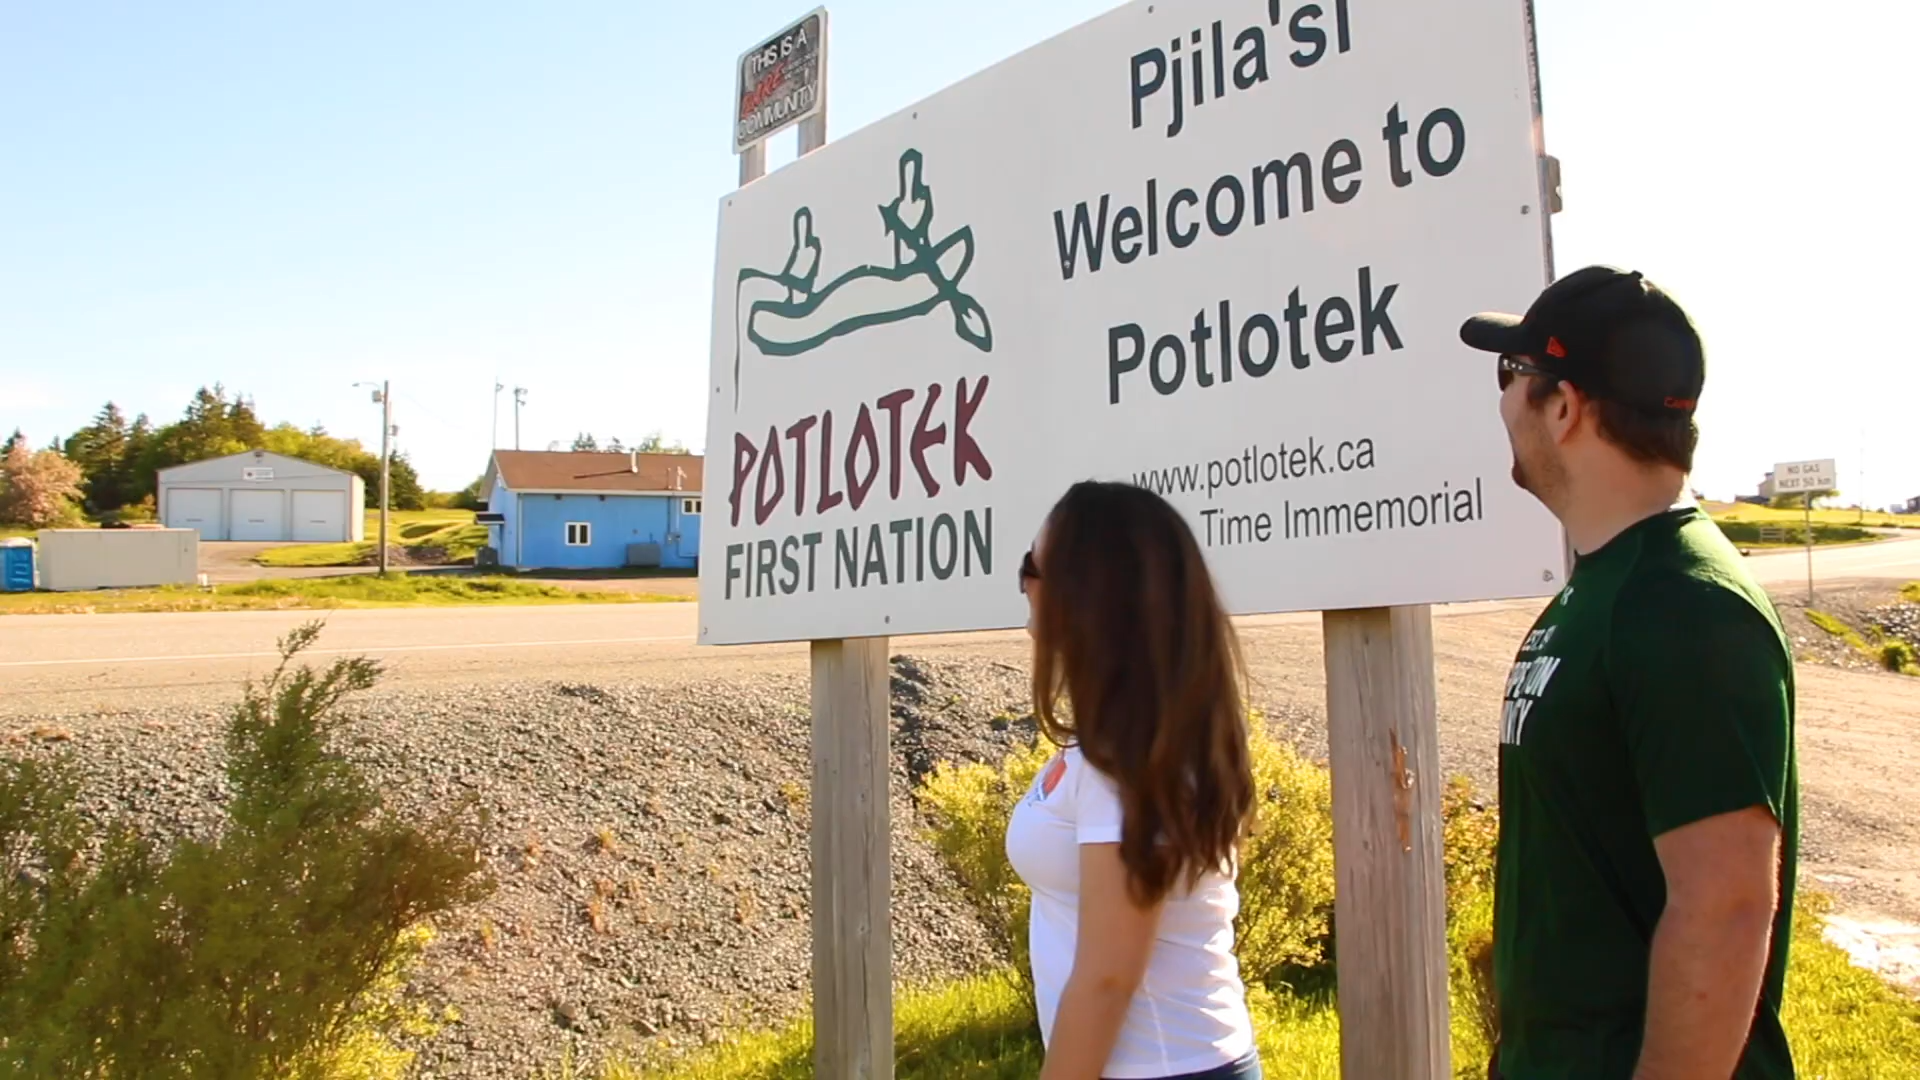 THIS IS A
DARE
COMMUNITY
Pjila'si
Welcome to
Potlotek
www.potlotek.ca
Time Immemorial
POTLOTEK
FIRST NATION
NO GAS
NEXT 50 km